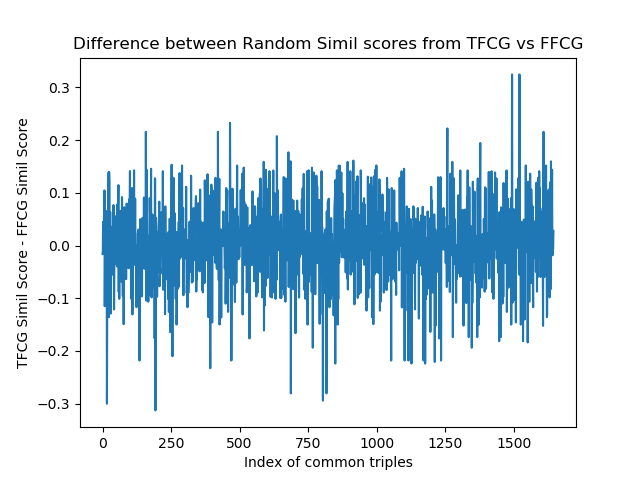 Difference between Random Simil scores from TFCG vs FFCG
TFCG Simil Score - FFCG Simil Score
0.3
0.2
0.1
0.0
−0.1
−0.2
−0.3
0 250 500 750 1000 1250 1500
Index of common triples